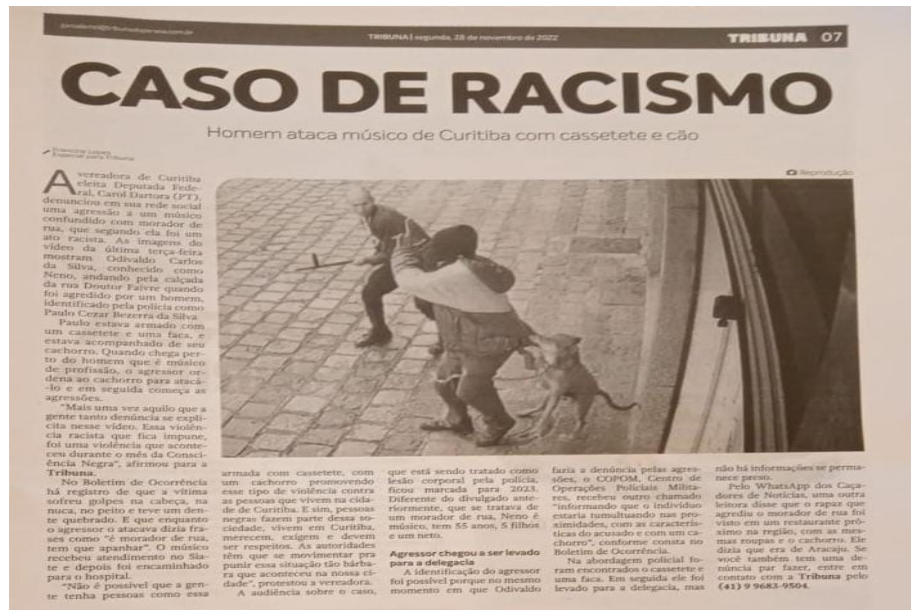 jornalismo@tribunadoparana.com.br
TRIBUNA | segunda, 28 de novembro de 2022
TRIBUNA 07
CASO DE RACISMO
Homem ataca músico de Curitiba com cassetete e cão
Francine Lopes
Especial para Tribuna
Reprodução
A vereadora de Curitiba
eleita Deputada Fede-
ral, Carol Dartora (PT),
denunciou em sua rede social
uma agressão a um músico
confundido com morador de
rua, que segundo ela foi um
ato racista. As imagens do
vídeo da última terça-feira
mostram Odivaldo Carlos
da Silva, conhecido como
Neno, andando pela calçada
da rua Doutor Faivre quando
foi agredido por um homem,
identificado pela polícia como
Paulo Cezar Bezerra da Silva
Paulo estava armado com
um cassetete e uma faca, e
estava acompanhado de seu
cachorro. Quando chega per-
to do homem que é músico
de profissão, o agressor or-
dena ao cachorro para atacá-
-lo e em seguida começa as
agressões.
"Mais uma vez aquilo que a
gente tanto denúncia se expli-
cita nesse vídeo. Essa violên-
cia racista que fica impune,
foi uma violência que aconte-
ceu durante o mês da Consci-
ência Negra", afirmou para a
Tribuna.
No Boletim de Ocorrência
há registro de que a vítima
sofreu golpes na cabeça, na
nuca, no peito e teve um den-
te quebrado. E que enquanto
o agressor o atacava dizia fra-
ses como "é morador de rua,
tem que apanhar". O músico
recebeu atendimento no Sia-
te e depois foi encaminhado
para o hospital.
"Não é possível que a gen-
te tenha pessoas como essa
armada com cassetete, com
um cachorro promovendo
esse tipo de violência contra
as pessoas que vivem na cida-
de de Curitiba. E sim, pessoas
negras fazem parte dessa so-
ciedade, vivem em Curitiba,
merecem, exigem e devem
ser respeitos. As autoridades
têm que se movimentar pra
punir essa situação tão bárba-
ra que aconteceu na nossa ci-
dade", protestou a vereadora.
A audiência sobre o caso,
que está sendo tratado como
lesão corporal pela polícia,
ficou marcada para 2023.
Diferente do divulgado ante-
riormente, que se tratava de
um morador de rua, Neno é
músico, tem 55 anos, 5 filhos
e um neto.
Agressor chegou a ser levado
para a delegacia
A identificação do agressor
foi possível porque no mesmo
momento em que Odivaldo
fazia a denúncia pelas agres-
sões, o COPOM, Centro de
Operações Policiais Milita-
res, recebeu outro chamado
"informando que o indivíduo
estaria tumultuando nas pro-
ximidades, com as caracterís-
ticas do acusado e com um ca-
chorro", conforme consta no
Boletim de Ocorrência.
Na abordagem policial fo-
ram encontrados o cassetete e
uma faca. Em seguida ele foi
levado para a delegacia, mas
não há informações se perma-
nece preso.
Pelo WhatsApp dos Caça-
dores de Notícias, uma outra
leitora disse que o rapaz que
agrediu o morador de rua foi
visto em um restaurante pró-
ximo na região, com as mes-
mas roupas e o cachorro. Ele
dizia que era de Aracaju. Se
você também tem uma de-
núncia par fazer, entre em
contato com a Tribuna pelo
(41) 9 9683-9504.